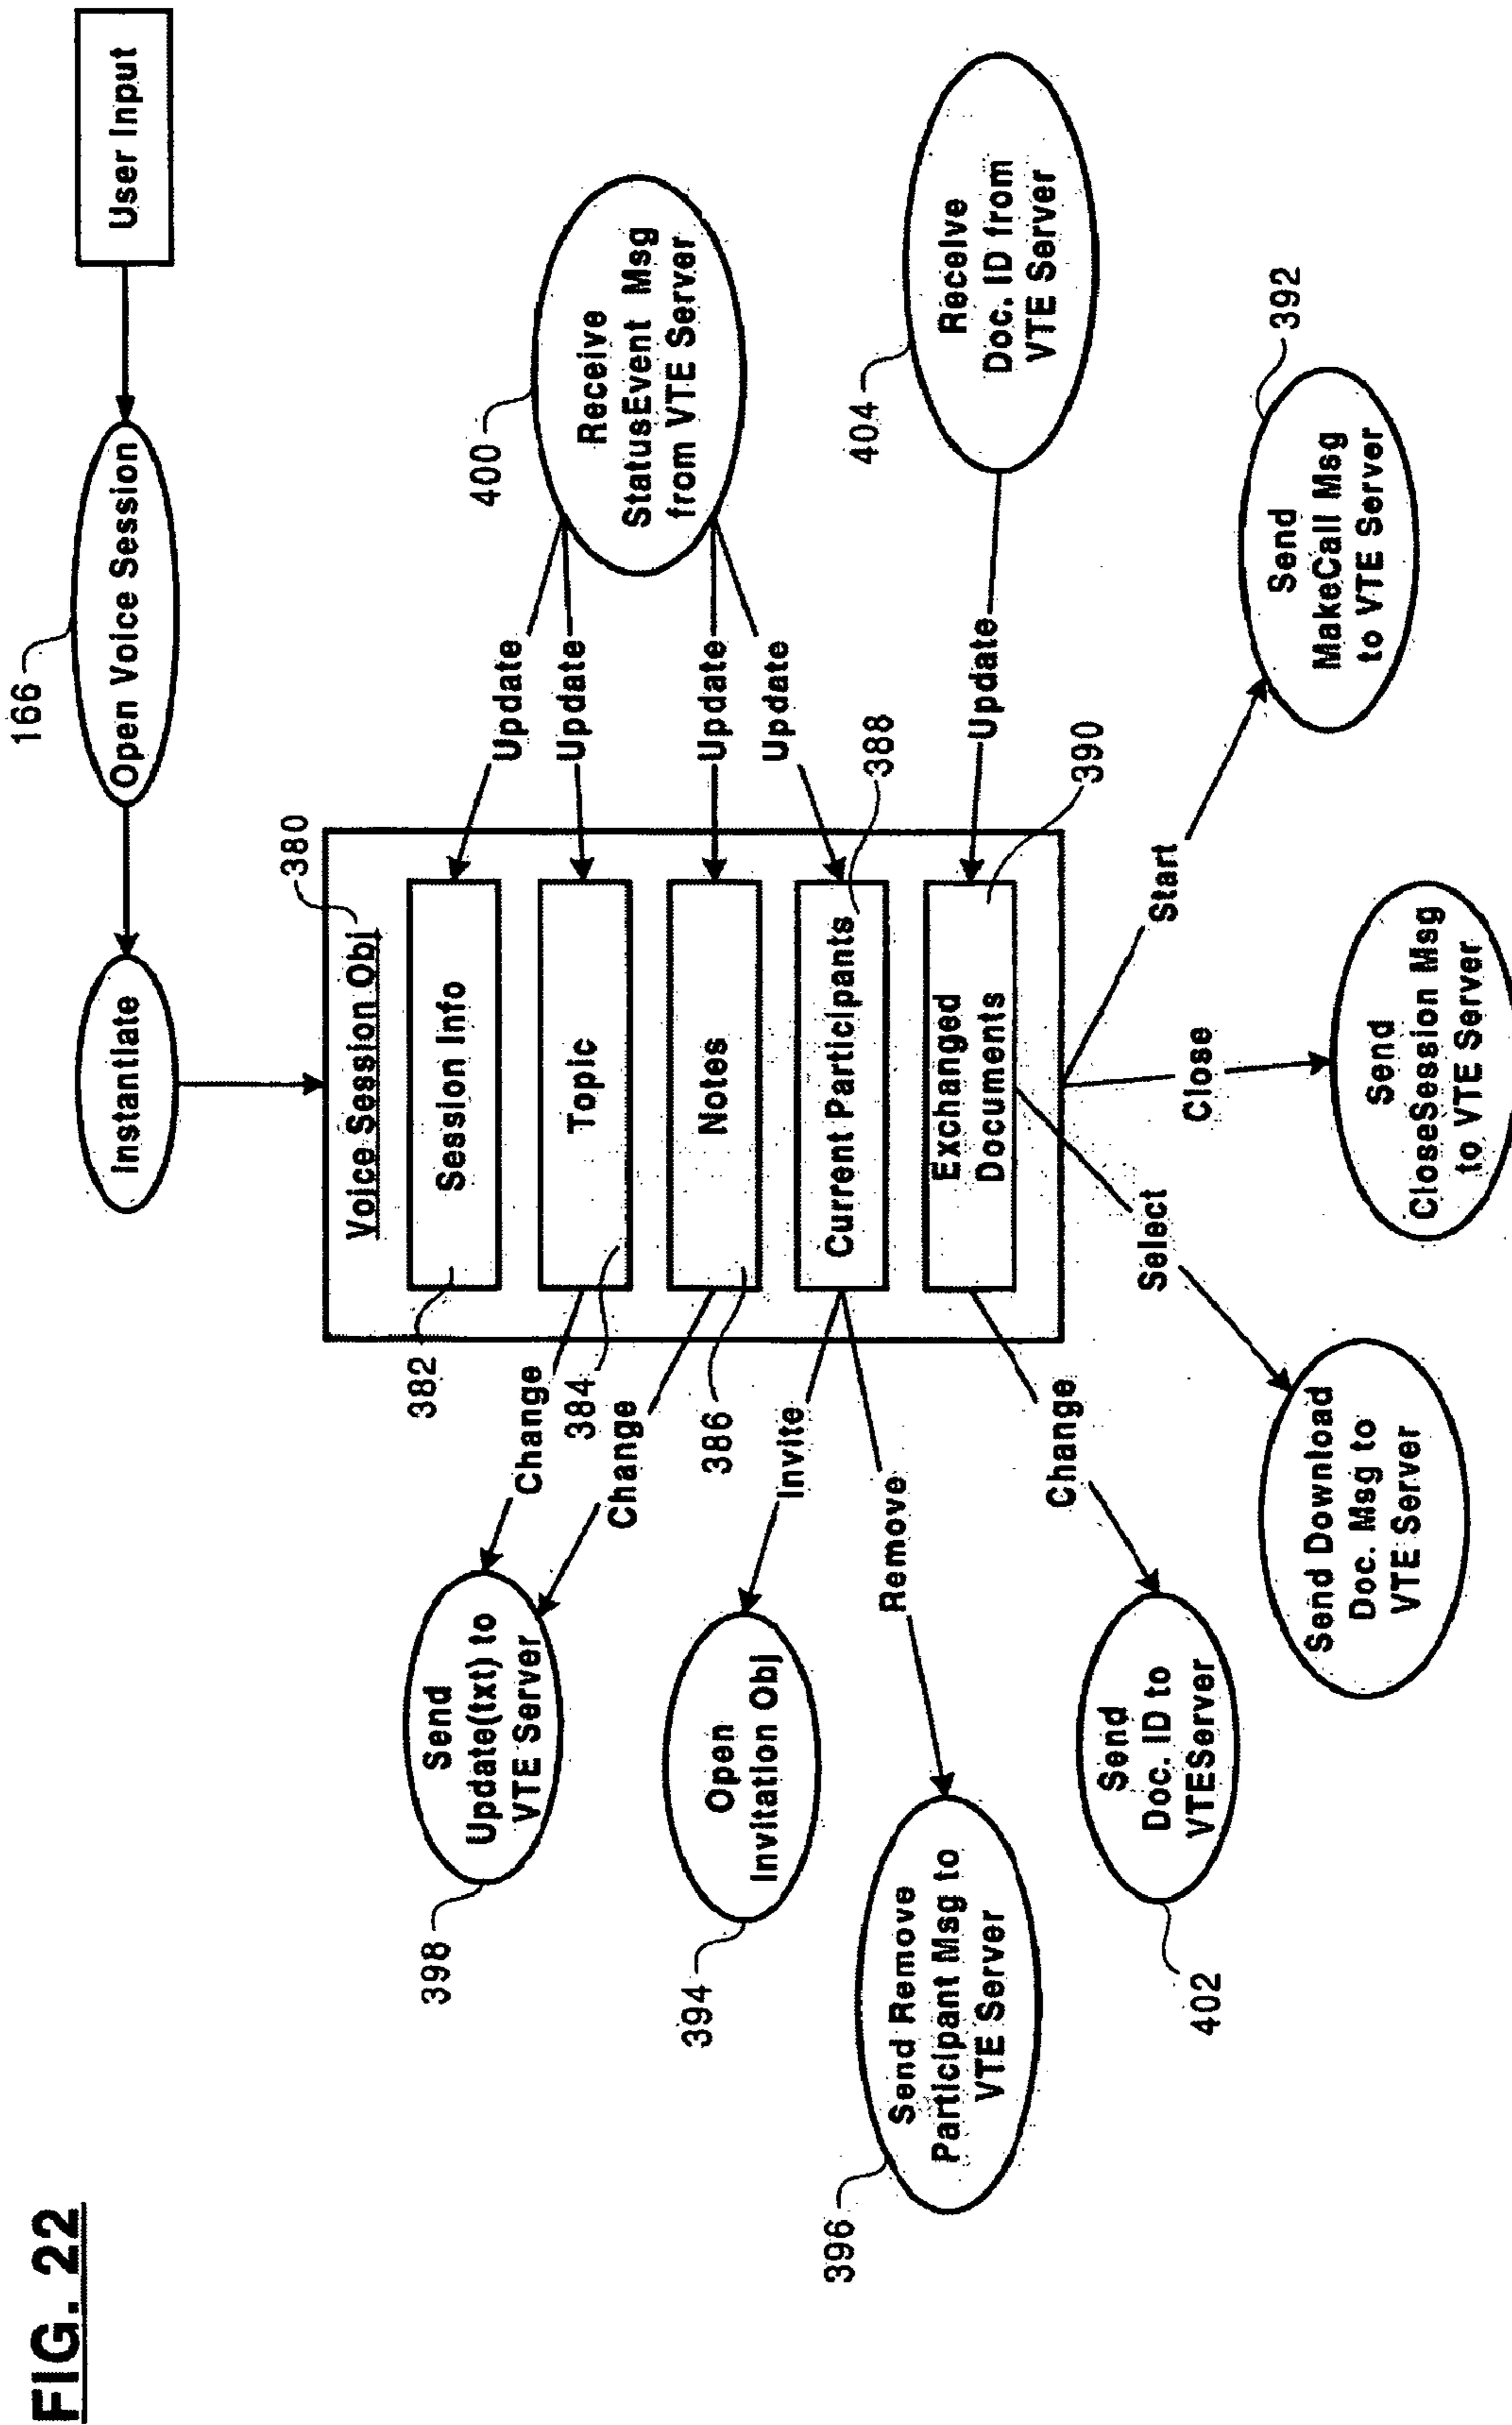 FIG. 22
User Input
166
Open Voice Session
Instantiate
380
Voice Session Obj
Session Info
382
Topic
384
Notes
386
Current Participants
388
Exchanged
Documents
390
Update
Update
Update
Update
400
Receive
StatusEvent Msg
from VTE Server
Update
404
Receive
Doc. ID from
VTE Server
Change
Change
398
Send
Update(txt) to
VTE Server
Invite
394
Open
Invitation Obj
Remove
396
Send Remove
Participant Msg to
VTE Server
Change
402
Send
Doc. ID to
VTEServer
Select
Send Download
Doc. Msg to
VTE Server
Close
Send
CloseSession Msg
to VTE Server
Start
392
Send
MakeCall Msg
to VTE Server